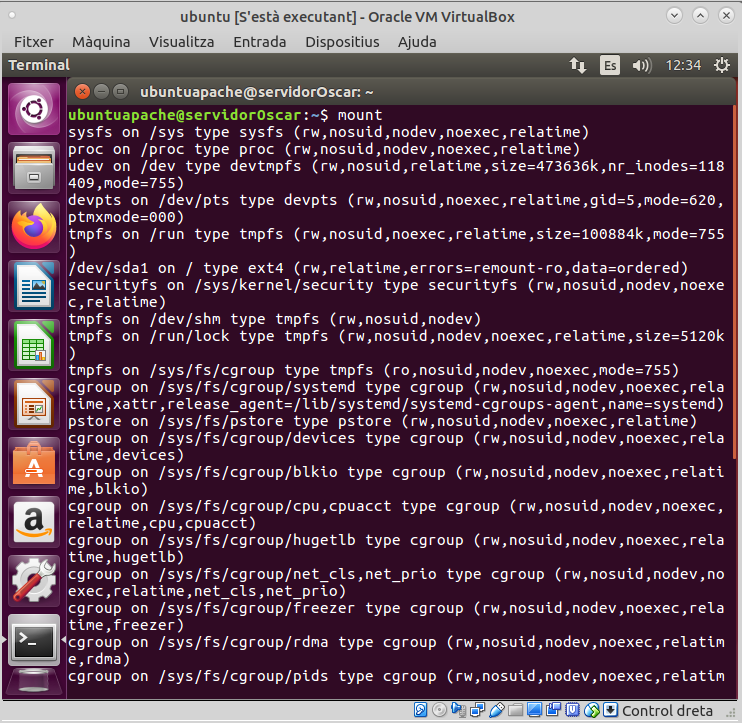 ubuntu [S'està executant] - Oracle VM VirtualBox
Fitxer Màquina Visualitza Entrada Dispositius Ajuda
Terminal Es 12:34
ubuntuapache@servidorOscar: ~
ubuntuapache@servidorOscar:~$ mount
sysfs on /sys type sysfs (rw,nosuid,nodev,noexec,relatime)
proc on /proc type proc (rw,nosuid,nodev,noexec,relatime)
udev on /dev type devtmpfs (rw,nosuid,relatime,size=473636k,nr_inodes=118
409,mode=755)
devpts on /dev/pts type devpts (rw,nosuid,noexec,relatime,gid=5,mode=620,
ptmxmode=000)
tmpfs on /run type tmpfs (rw,nosuid,noexec,relatime,size=100884k,mode=755
)
/dev/sda1 on / type ext4 (rw,relatime,errors=remount-ro,data=ordered)
securityfs on /sys/kernel/security type securityfs (rw,nosuid,nodev,noexe
c,relatime)
tmpfs on /dev/shm type tmpfs (rw,nosuid,nodev)
tmpfs on /run/lock type tmpfs (rw,nosuid,nodev,noexec,relatime,size=5120k
)
tmpfs on /sys/fs/cgroup type tmpfs (ro,nosuid,nodev,noexec,mode=755)
cgroup on /sys/fs/cgroup/systemd type cgroup (rw,nosuid,nodev,noexec,rela
time,xattr,release_agent=/lib/systemd/systemd-cgroups-agent,name=systemd)
pstore on /sys/fs/pstore type pstore (rw,nosuid,nodev,noexec,relatime)
cgroup on /sys/fs/cgroup/devices type cgroup (rw,nosuid,nodev,noexec,rela
time,devices)
cgroup on /sys/fs/cgroup/blkio type cgroup (rw,nosuid,nodev,noexec,relati
me,blkio)
cgroup on /sys/fs/cgroup/cpu,cpuacct type cgroup (rw,nosuid,nodev,noexec,
relatime,cpu,cpuacct)
cgroup on /sys/fs/cgroup/hugetlb type cgroup (rw,nosuid,nodev,noexec,rela
time,hugetlb)
cgroup on /sys/fs/cgroup/net_cls,net_prio type cgroup (rw,nosuid,nodev,no
exec,relatime,net_cls,net_prio)
cgroup on /sys/fs/cgroup/freezer type cgroup (rw,nosuid,nodev,noexec,rela
time,freezer)
cgroup on /sys/fs/cgroup/rdma type cgroup (rw,nosuid,nodev,noexec,relatim
e,rdma)
cgroup on /sys/fs/cgroup/pids type cgroup (rw,nosuid,nodev,noexec,relatim
Control dreta